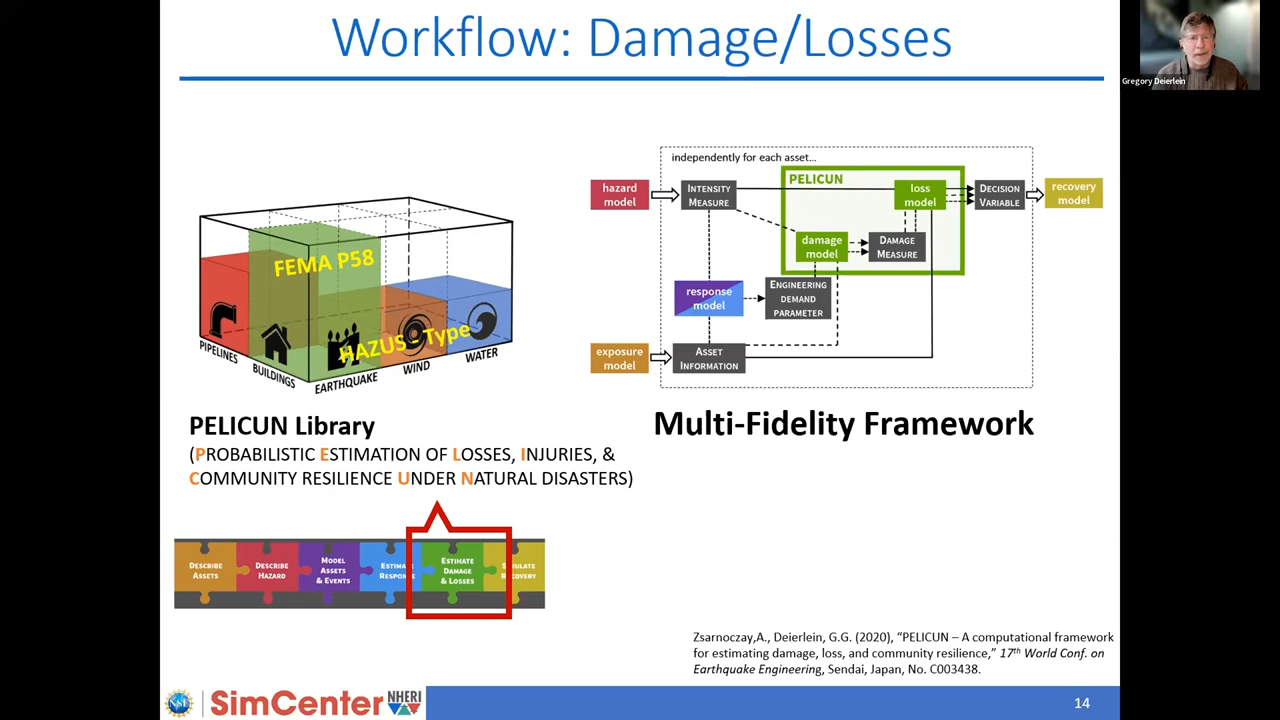 Workflow: Damage/Losses
Gregory Deierlein
independently for each asset...
PELICUN
hazard
model
INTENSITY
MEASURE
loss
model
DECISION
VARIABLE
recovery
model
damage
model
DAMAGE
MEASURE
response
model
ENGINEERING
DEMAND
PARAMETER
exposure
model
ASSET
INFORMATION
FEMA P58
HAZUS - Type
PIPELINES
BUILDINGS
EARTHQUAKE
WIND
WATER
PELICUN Library
(PROBABILISTIC ESTIMATION OF LOSSES, INJURIES, &
COMMUNITY RESILIENCE UNDER NATURAL DISASTERS)
Multi-Fidelity Framework
DESCRIBE
ASSETS
DESCRIBE
HAZARD
MODEL
ASSETS
& EVENTS
ESTIMATE
RESPONSE
ESTIMATE
DAMAGE
& LOSSES
Zsarnoczay,A., Deierlein, G.G. (2020), “PELICUN – A computational framework
for estimating damage, loss, and community resilience,” 17th World Conf. on
Earthquake Engineering, Sendai, Japan, No. C003438.
NSF
SimCenter
NHERI
14